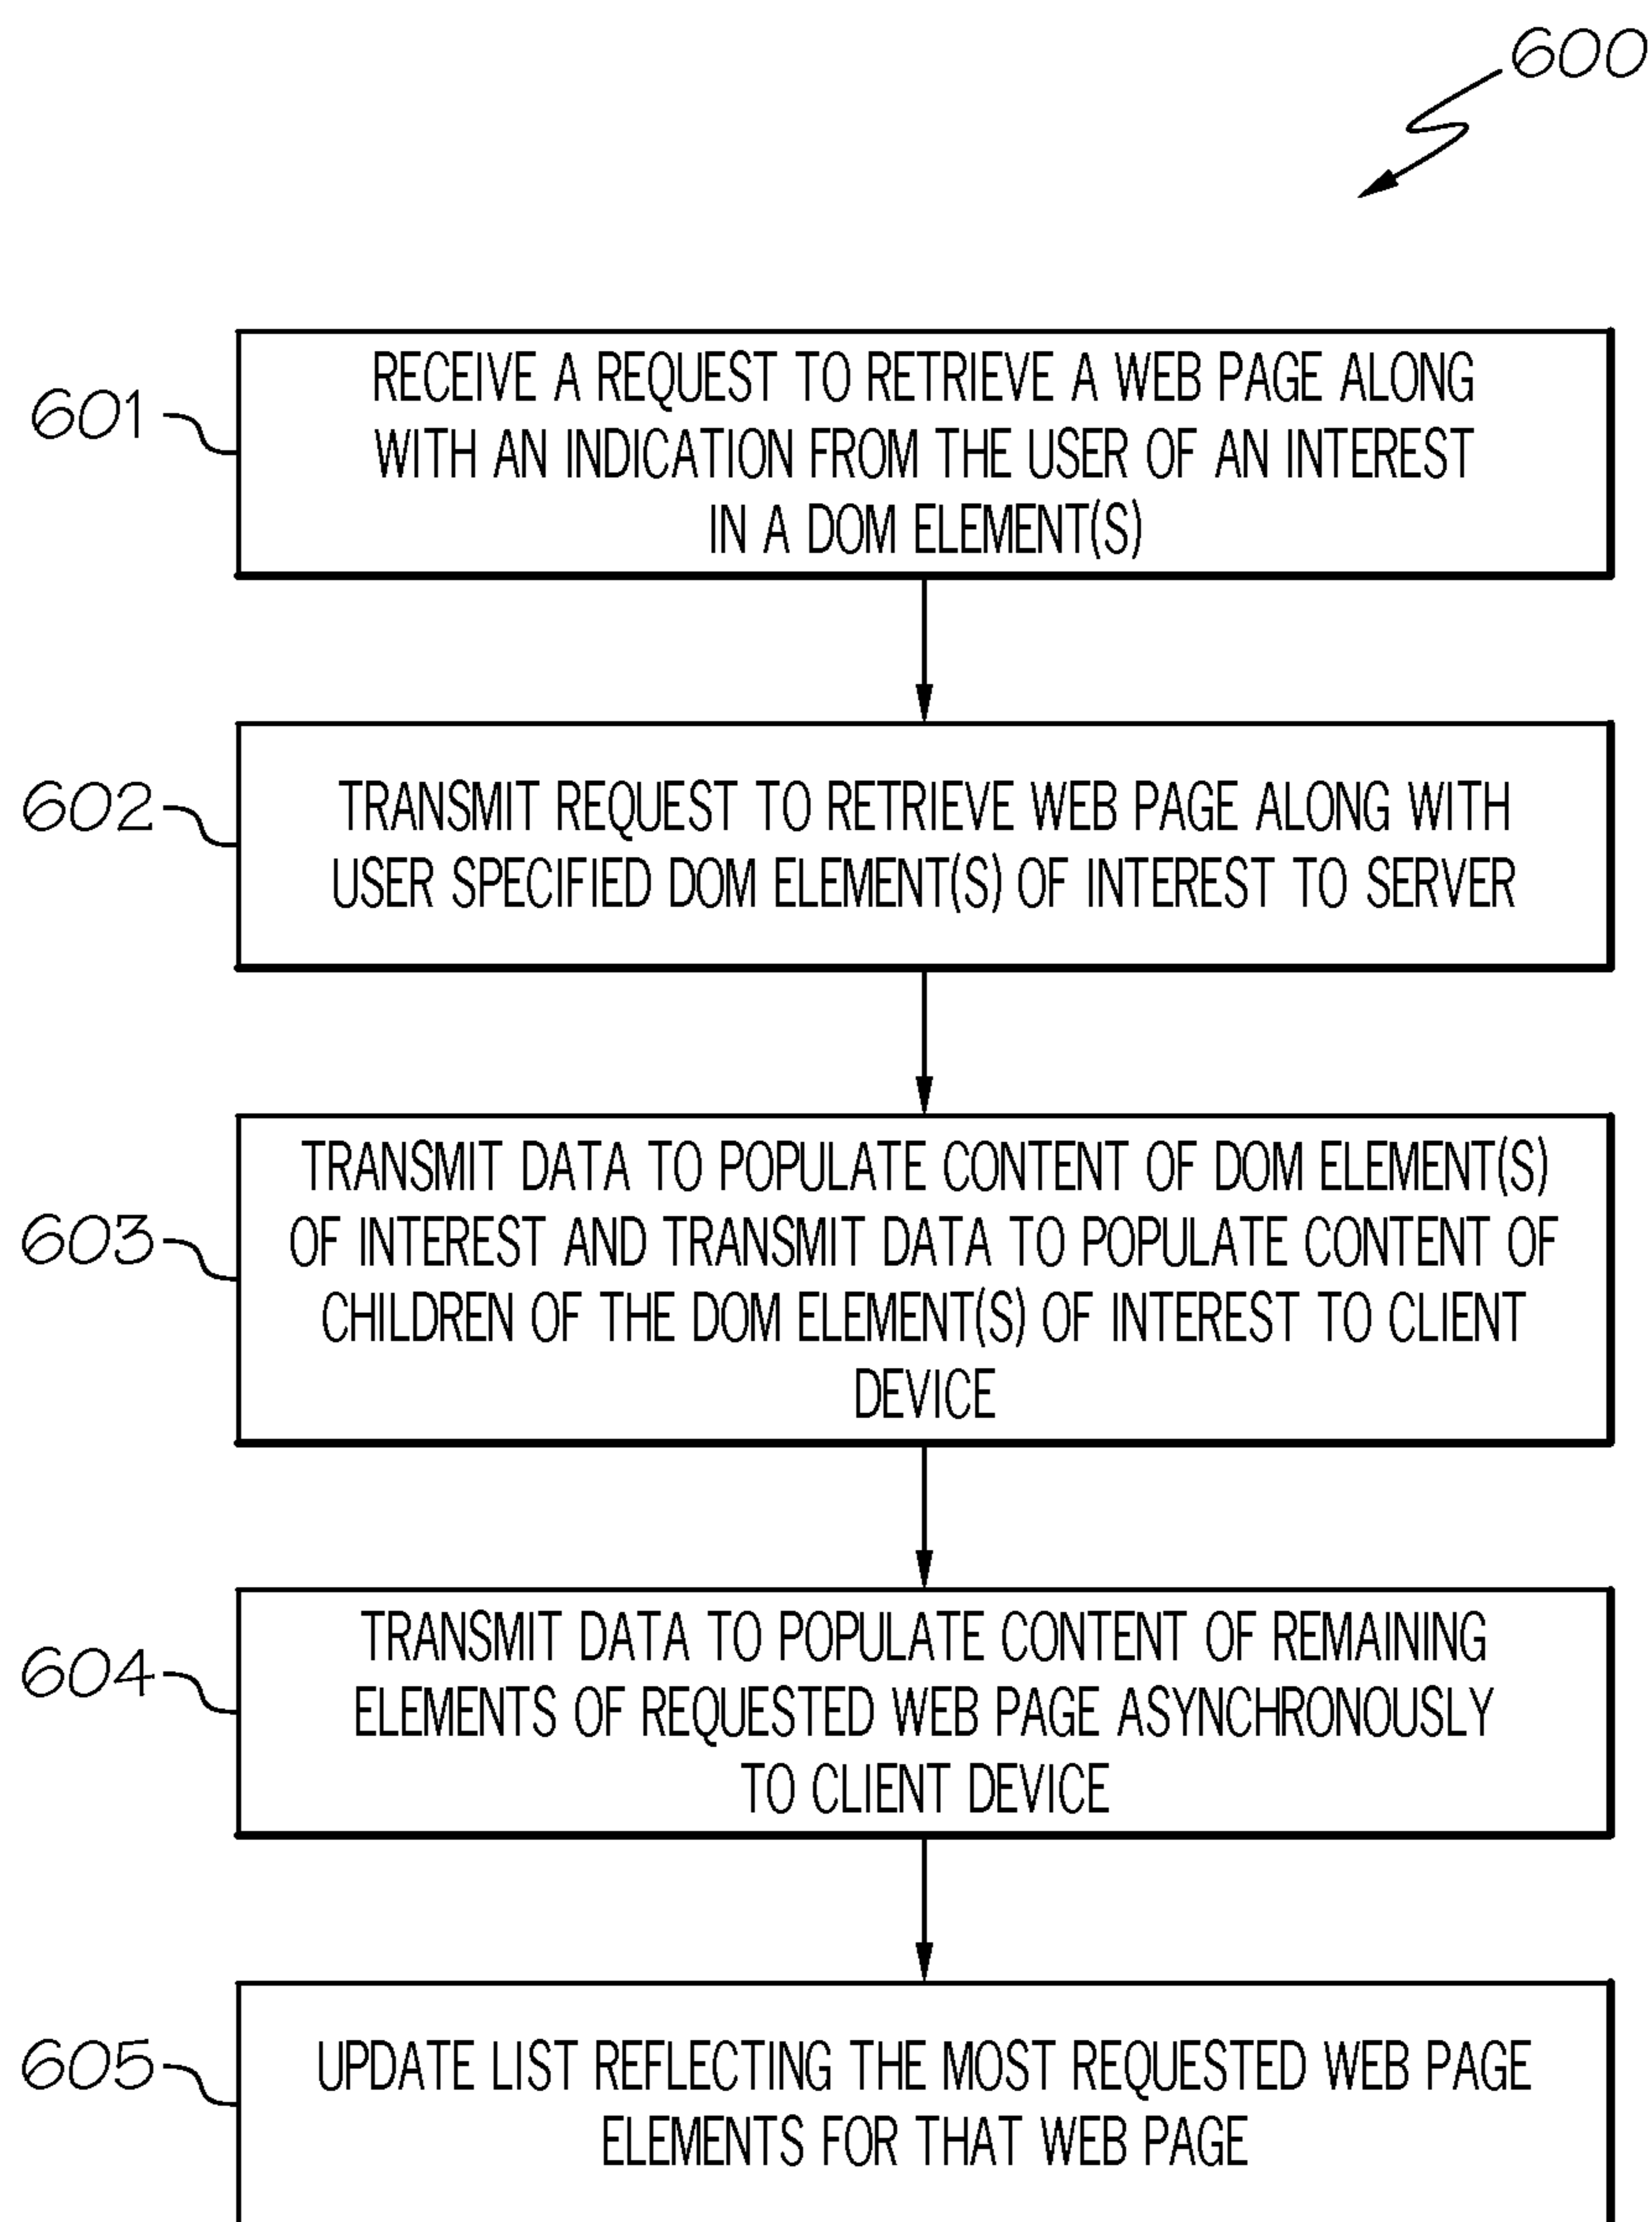 600
601
RECEIVE A REQUEST TO RETRIEVE A WEB PAGE ALONG
WITH AN INDICATION FROM THE USER OF AN INTEREST
IN A DOM ELEMENT(S)
602
TRANSMIT REQUEST TO RETRIEVE WEB PAGE ALONG WITH
USER SPECIFIED DOM ELEMENT(S) OF INTEREST TO SERVER
603
TRANSMIT DATA TO POPULATE CONTENT OF DOM ELEMENT(S)
OF INTEREST AND TRANSMIT DATA TO POPULATE CONTENT OF
CHILDREN OF THE DOM ELEMENT(S) OF INTEREST TO CLIENT
DEVICE
604
TRANSMIT DATA TO POPULATE CONTENT OF REMAINING
ELEMENTS OF REQUESTED WEB PAGE ASYNCHRONOUSLY
TO CLIENT DEVICE
605
UPDATE LIST REFLECTING THE MOST REQUESTED WEB PAGE
ELEMENTS FOR THAT WEB PAGE